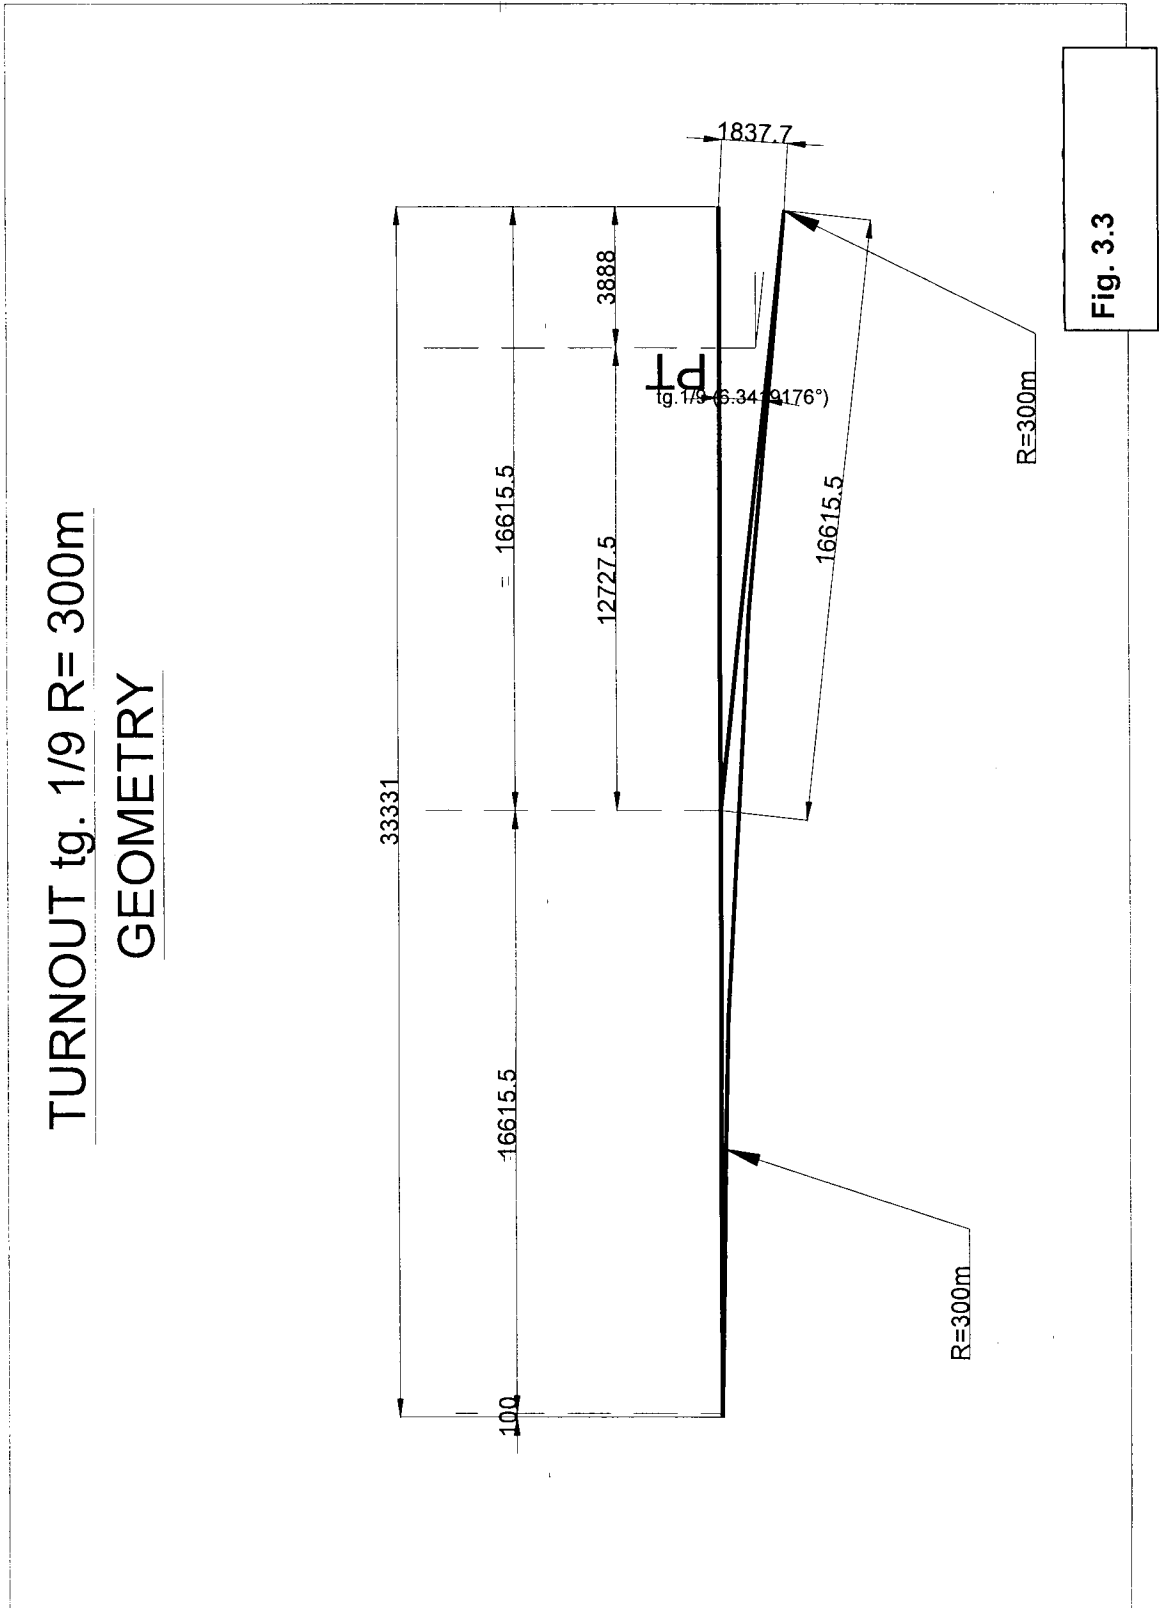 TURNOUT tg. 1/9 R= 300m
GEOMETRY
33331
100
16615.5
16615.5
12727.5
3888
PT
1837.7
16615.5
R=300m
R=300m
Fig. 3.3